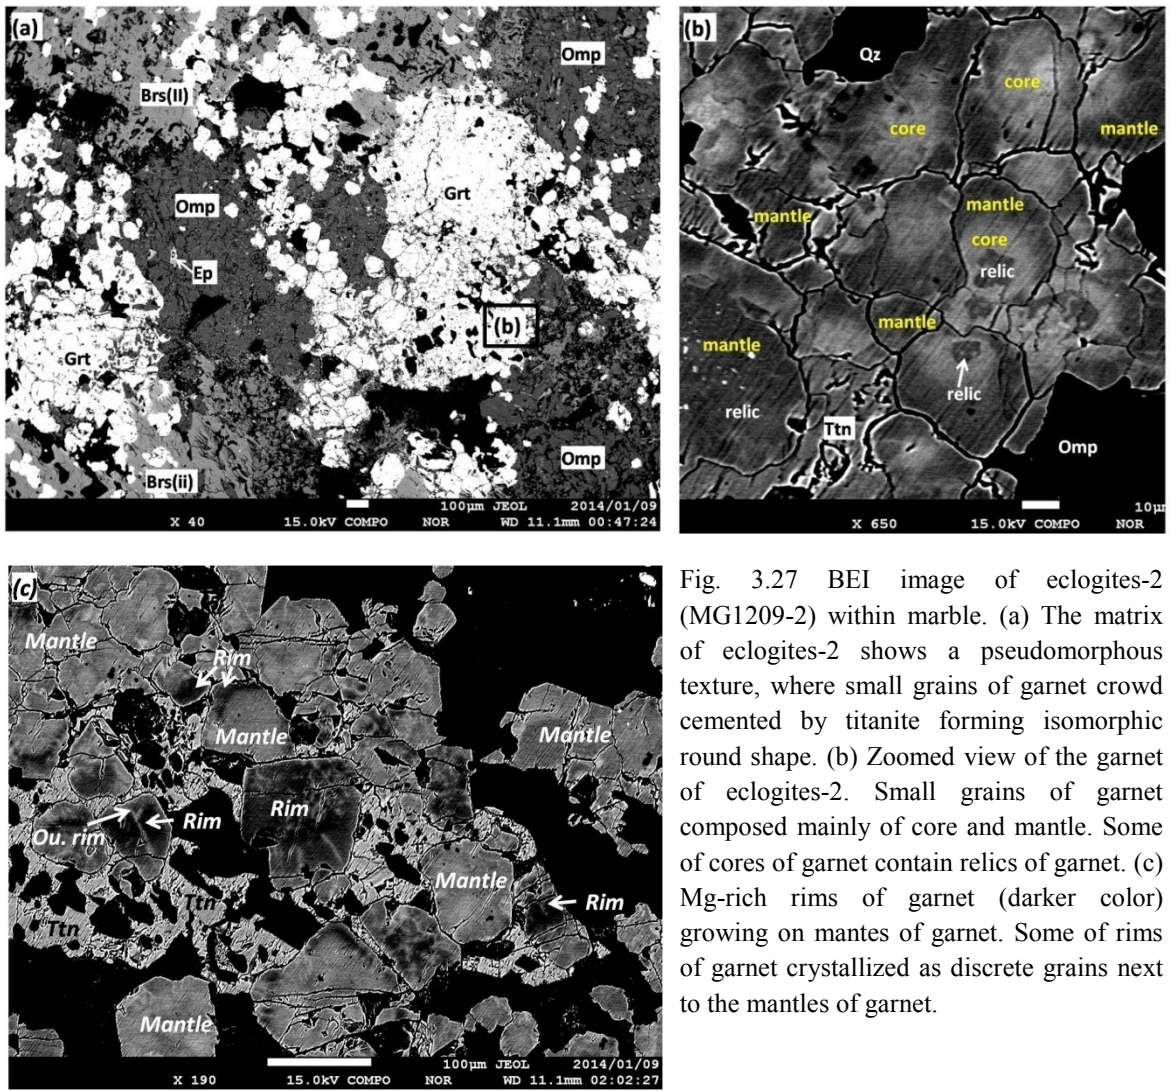 (a)
Omp
Brs(II)
Omp
Grt
Ep
(b)
Grt
Omp
Brs(ii)
100µm JEOL 2014/01/09
X 40 15.0kV COMPO NOR WD 11.1mm 00:47:24
(b)
Qz
core
core
mantle
mantle
mantle
core
relic
mantle
mantle
relic
relic
Ttn
Omp
10µm
X 650 15.0kV COMPO NOR
(c)
Mantle
Rim
Mantle
Mantle
Rim
Rim
Ou. rim
Mantle
Rim
Ttn
Ttn
Mantle
Mantle
100µm JEOL 2014/01/09
X 190 15.0kV COMPO NOR WD 11.1mm 02:02:27
Fig. 3.27 BEI image of eclogites-2
(MG1209-2) within marble. (a) The matrix
of eclogites-2 shows a pseudomorphous
texture, where small grains of garnet crowd
cemented by titanite forming isomorphic
round shape. (b) Zoomed view of the garnet
of eclogites-2. Small grains of garnet
composed mainly of core and mantle. Some
of cores of garnet contain relics of garnet. (c)
Mg-rich rims of garnet (darker color)
growing on mantes of garnet. Some of rims
of garnet crystallized as discrete grains next
to the mantles of garnet.